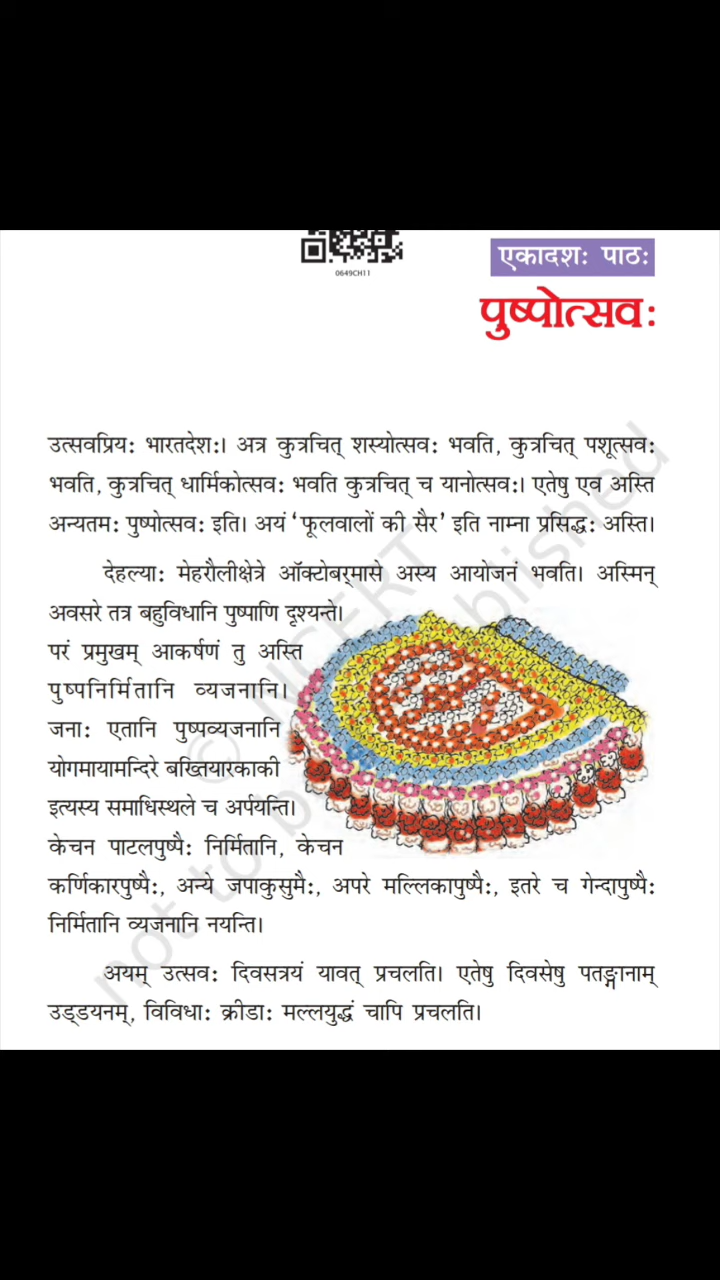 0649CH11
एकादशः पाठः
पुष्पोत्सवः
उत्सवप्रियः भारतदेशः। अत्र कुत्रचित् शस्योत्सवः भवति, कुत्रचित् पशूत्सवः
भवति, कुत्रचित् धार्मिकोत्सवः भवति कुत्रचित् च यानोत्सवः। एतेषु एव अस्ति
अन्यतमः पुष्पोत्सवः इति। अयं ‘फूलवालों की सैर’ इति नाम्ना प्रसिद्धः अस्ति।
देहल्याः मेहरौलीक्षेत्रे ऑक्टोबर्‌मासे अस्य आयोजनं भवति। अस्मिन्
अवसरे तत्र बहुविधानि पुष्पाणि दृश्यन्ते।
परं प्रमुखम् आकर्षणं तु अस्ति
पुष्पनिर्मितानि व्यजनानि।
जनाः एतानि पुष्पव्यजनानि
योगमायामन्दिरे बख्तियारकाकी
इत्यस्य समाधिस्थले च अर्पयन्ति।
केचन पाटलपुष्पैः निर्मितानि, केचन
कर्णिकारपुष्पैः, अन्ये जपाकुसुमैः, अपरे मल्लिकापुष्पैः, इतरे च गेन्दापुष्पैः
निर्मितानि व्यजनानि नयन्ति।
अयम् उत्सवः दिवसत्रयं यावत् प्रचलति। एतेषु दिवसेषु पतङ्गानाम्
उड्डयनम्, विविधाः क्रीडाः मल्लयुद्धं चापि प्रचलति।
© NCERT
not to be republished